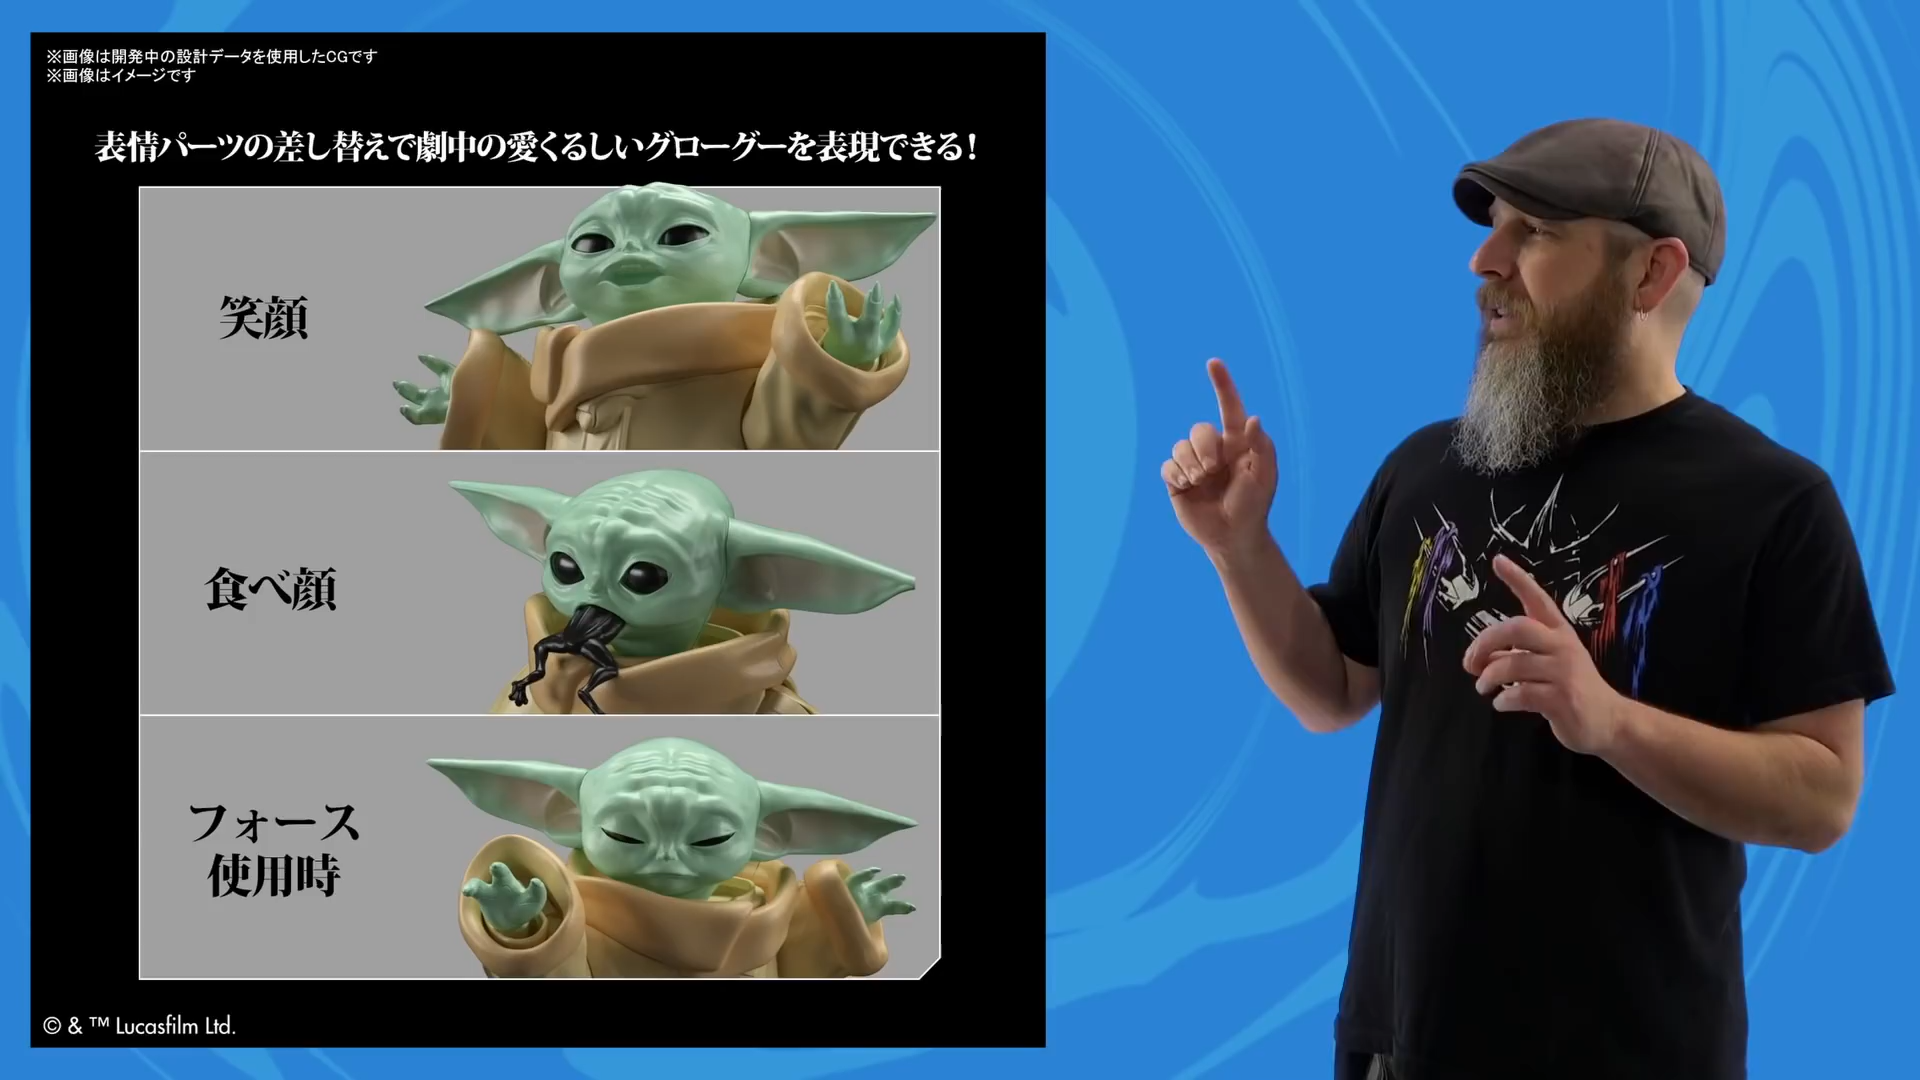 ※画像は開発中の設計データを使用したCGです
※画像はイメージです
表情パーツの差し替えで劇中の愛くるしいグローグーを表現できる!
笑顔
食べ顔
フォース
使用時
© & ™ Lucasfilm Ltd.